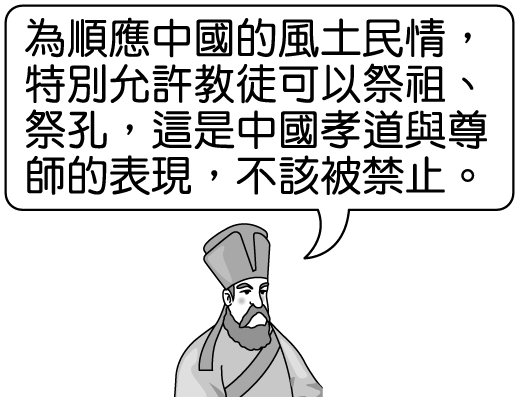 為順應中國的風土民情，
特別允許教徒可以祭祖、
祭孔，這是中國孝道與尊
師的表現，不該被禁止。